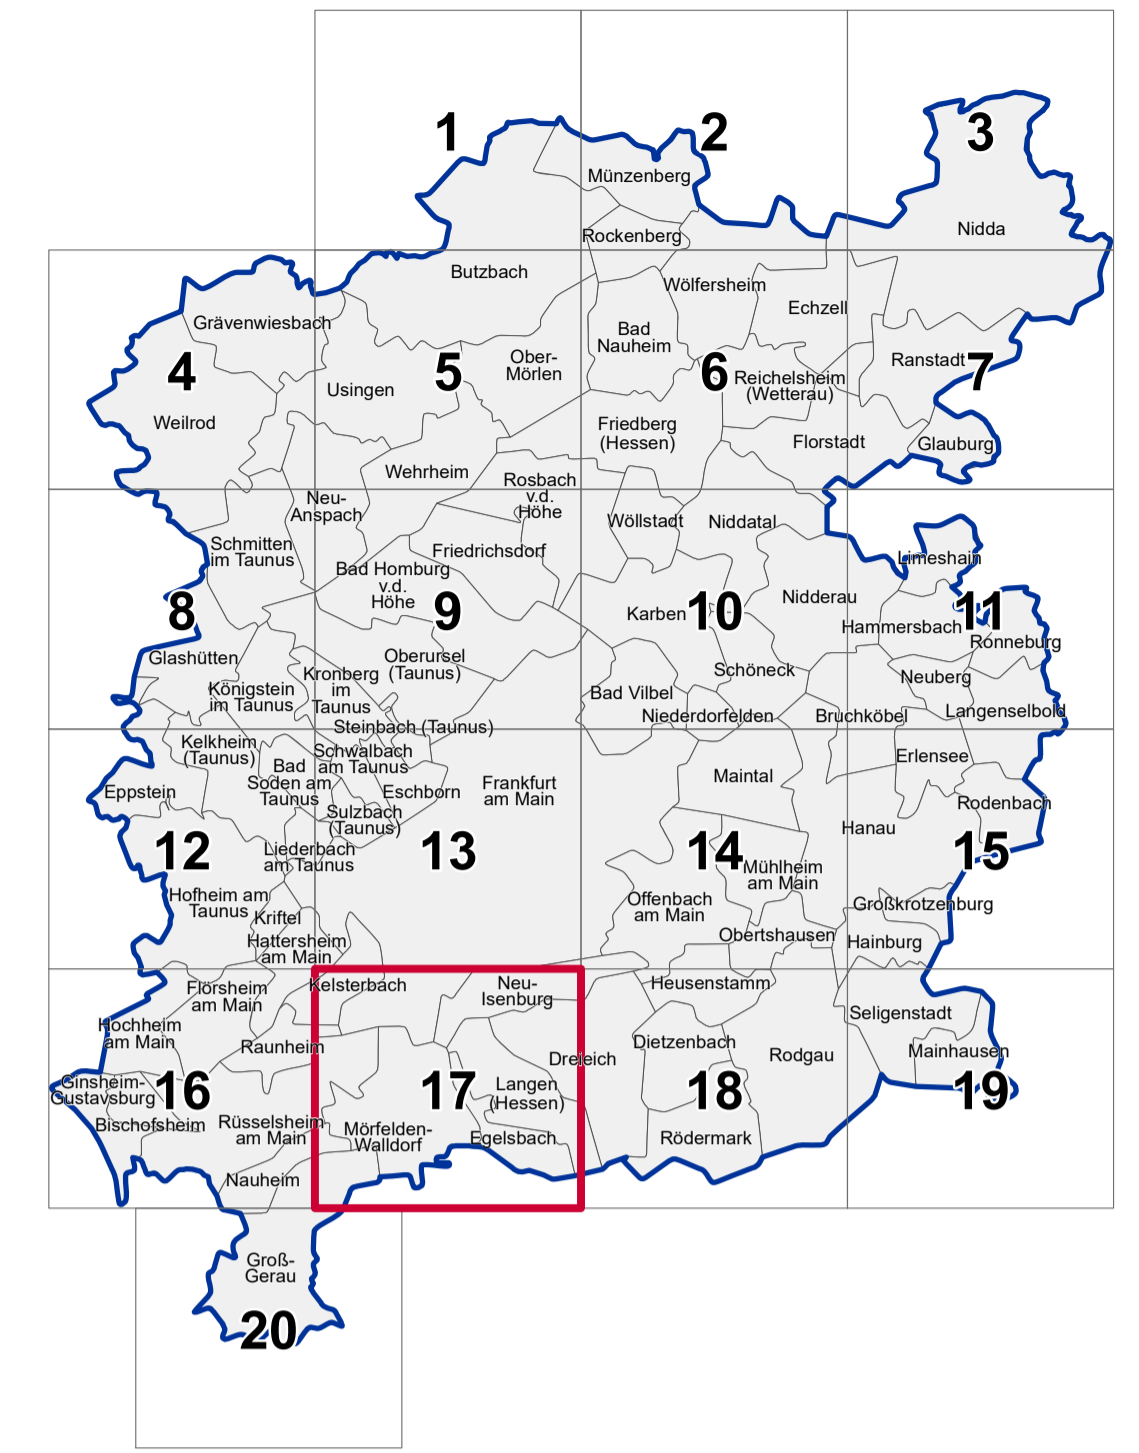 1
2
3
Münzenberg
Rockenberg
Nidda
Butzbach
Wölfersheim
Echzell
Grävenwiesbach
Bad
Nauheim
Ober-
Mörlen
Ranstadt
4
5
6
7
Usingen
Reichelsheim
(Wetterau)
Weilrod
Friedberg
(Hessen)
Florstadt
Glauburg
Wehrheim
Rosbach
v.d.
Höhe
Neu-
Anspach
Wöllstadt
Niddatal
Schmitten
im Taunus
Friedrichsdorf
Limeshain
Bad Homburg
v.d.
Höhe
Nidderau
8
9
10
11
Karben
Hammersbach
Ronneburg
Glashütten
Oberursel
(Taunus)
Schöneck
Neuberg
Königstein
im Taunus
Kronberg
im
Taunus
Bad Vilbel
Niederdorfelden
Bruchköbel
Langenselbold
Steinbach (Taunus)
Kelkheim
(Taunus)
Schwalbach
am Taunus
Erlensee
Bad
Soden am
Taunus
Maintal
Eppstein
Eschborn
Frankfurt
am Main
Rodenbach
Sulzbach
(Taunus)
Hanau
12
13
14
15
Liederbach
am Taunus
Mühlheim
am Main
Hofheim am
Taunus
Offenbach
am Main
Großkrotzenburg
Kriftel
Obertshausen
Hainburg
Hattersheim
am Main
Flörsheim
am Main
Kelsterbach
Neu-
Isenburg
Heusenstamm
Seligenstadt
Hochheim
am Main
Raunheim
Dreieich
Dietzenbach
Rodgau
Mainhausen
Ginsheim-
Gustavsburg
16
17
18
19
Langen
(Hessen)
Bischofsheim
Rüsselsheim
am Main
Mörfelden-
Walldorf
Egelsbach
Rödermark
Nauheim
Groß-
Gerau
20